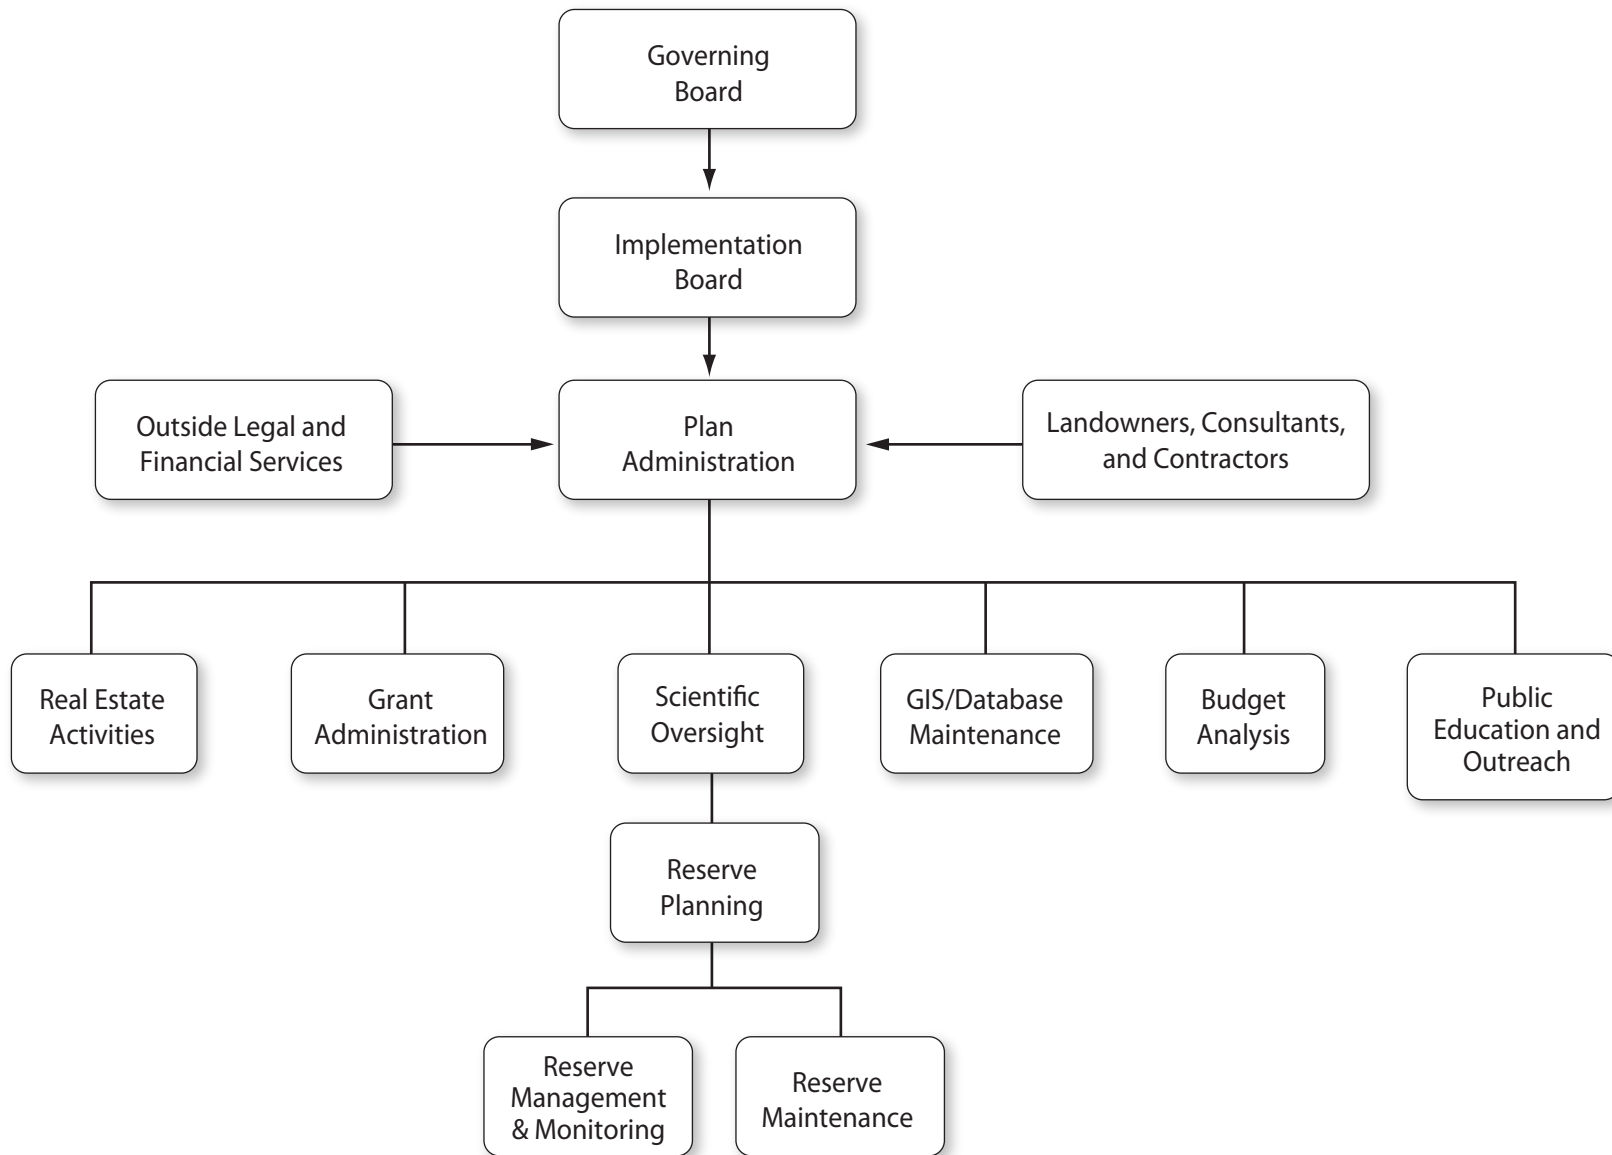 Governing
Board
Implementation
Board
Outside Legal and
Financial Services
Plan
Administration
Landowners, Consultants,
and Contractors
Real Estate
Activities
Grant
Administration
Scientific
Oversight
GIS/Database
Maintenance
Budget
Analysis
Public
Education and
Outreach
Reserve
Planning
Reserve
Management
& Monitoring
Reserve
Maintenance